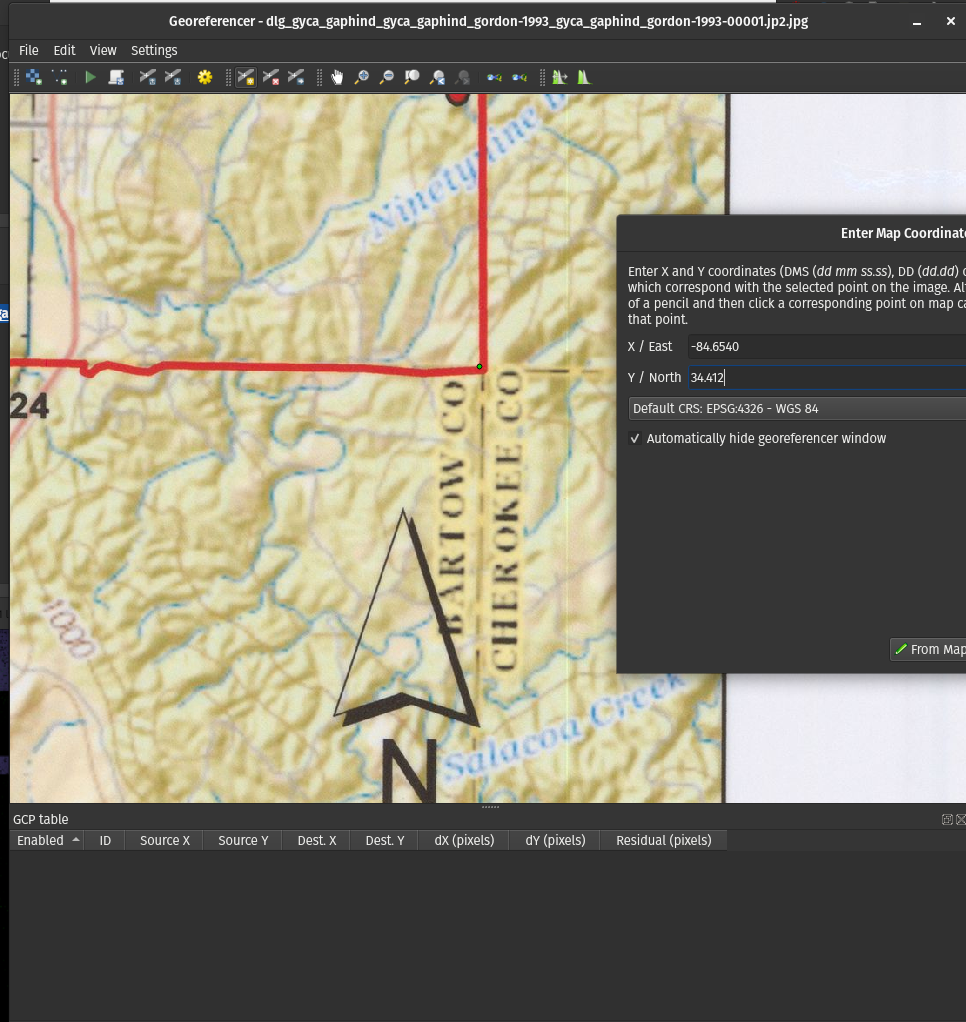 Georeferencer - dlg_gyca_gaphind_gyca_gaphind_gordon-1993_gyca_gaphind_gordon-1993-00001.jp2.jpg
File Edit View Settings
Ninetynine
Enter Map Coordinate
Enter X and Y coordinates (DMS (dd mm ss.ss), DD (dd.dd)
which correspond with the selected point on the image. Al
of a pencil and then click a corresponding point on map ca
that point.
X / East -84.6540
Y / North 34.412
Default CRS: EPSG:4326 - WGS 84
Automatically hide georeferencer window
24
BARTOW CO
CHEROKEE CO
1000
From Map
Salacoa Creek
N
GCP table
Enabled ID Source X Source Y Dest. X Dest. Y dX (pixels) dY (pixels) Residual (pixels)